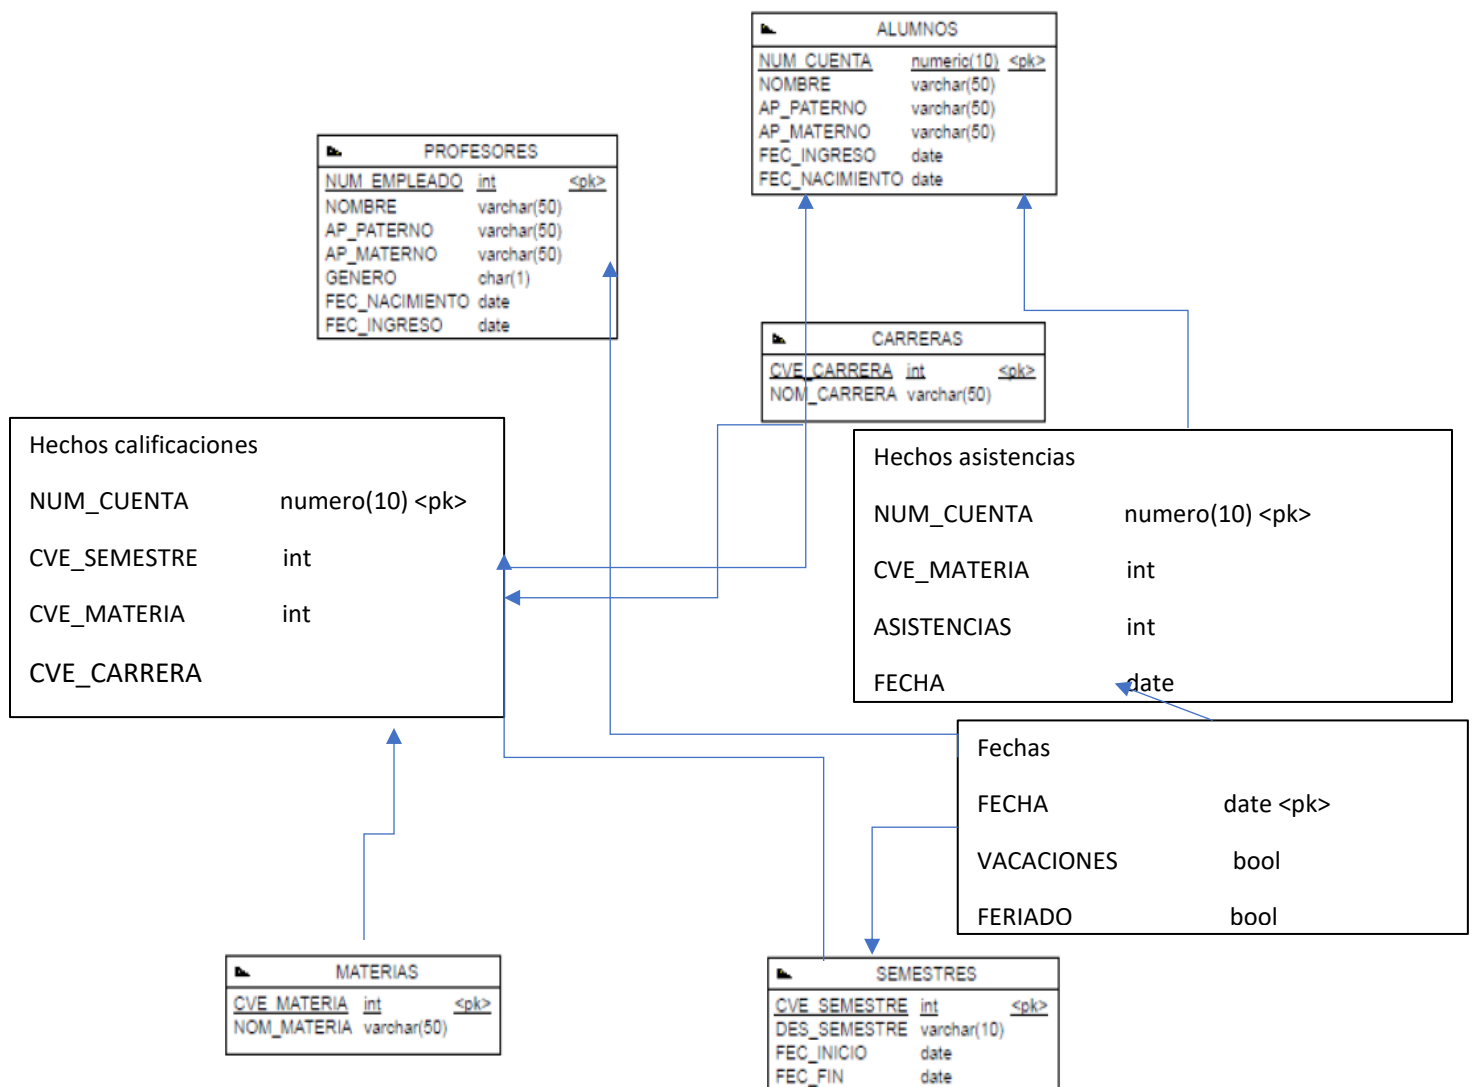 ALUMNOS
NUM_CUENTA numeric(10) <pk>
NOMBRE varchar(50)
AP_PATERNO varchar(50)
AP_MATERNO varchar(50)
FEC_INGRESO date
FEC_NACIMIENTO date
PROFESORES
NUM_EMPLEADO int <pk>
NOMBRE varchar(50)
AP_PATERNO varchar(50)
AP_MATERNO varchar(50)
GENERO char(1)
FEC_NACIMIENTO date
FEC_INGRESO date
CARRERAS
CVE_CARRERA int <pk>
NOM_CARRERA varchar(50)
Hechos calificaciones
NUM_CUENTA numero(10) <pk>
CVE_SEMESTRE int
CVE_MATERIA int
CVE_CARRERA
Hechos asistencias
NUM_CUENTA numero(10) <pk>
CVE_MATERIA int
ASISTENCIAS int
FECHA date
Fechas
FECHA date <pk>
VACACIONES bool
FERIADO bool
MATERIAS
CVE_MATERIA int <pk>
NOM_MATERIA varchar(50)
SEMESTRES
CVE_SEMESTRE int <pk>
DES_SEMESTRE varchar(10)
FEC_INICIO date
FEC_FIN date